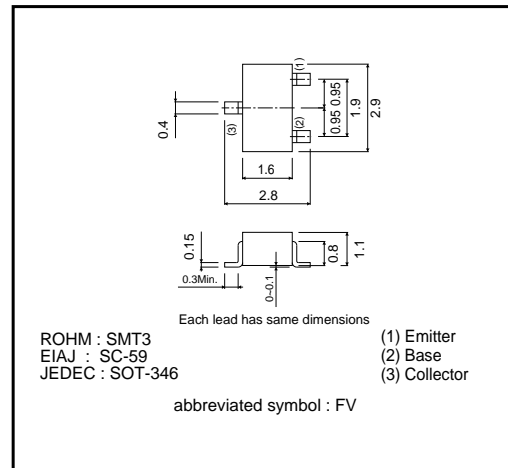 (1)
0.95 0.95
1.9
2.9
0.4
(3)
(2)
1.6
2.8
0.15
0.3Min.
0~0.1
0.8
1.1
Each lead has same dimensions
ROHM : SMT3
EIAJ : SC-59
JEDEC : SOT-346
(1) Emitter
(2) Base
(3) Collector
abbreviated symbol : FV